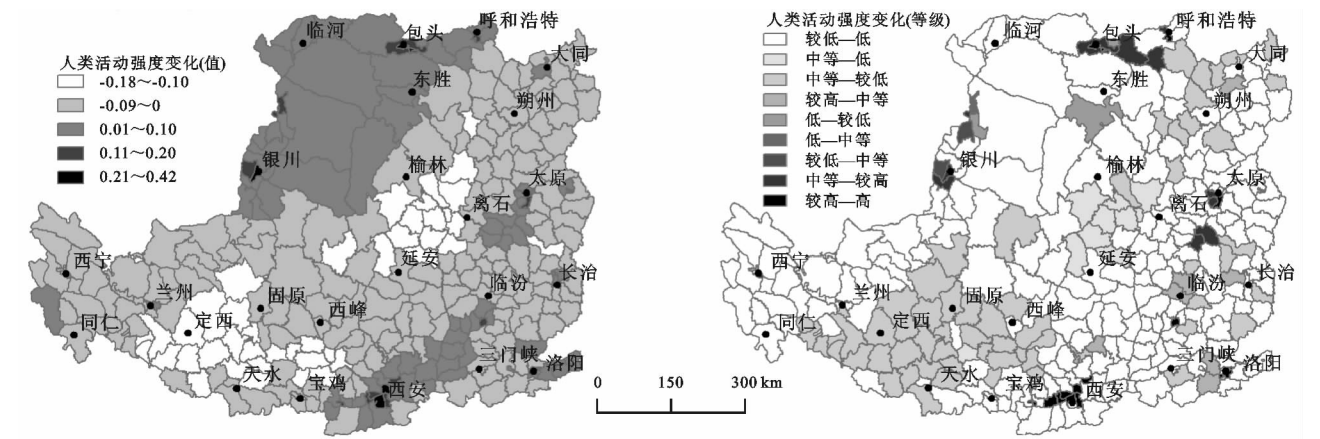 人类活动强度变化(值)
-0.18～-0.10
-0.09～0
0.01～0.10
0.11～0.20
0.21～0.42
呼和浩特
临河
包头
大同
东胜
朔州
银川
榆林
太原
离石
西宁
延安
长治
临汾
兰州
固原
西峰
同仁
定西
三门峡
洛阳
天水
宝鸡
西安
0 150 300 km
人类活动强度变化(等级)
较低—低
中等—低
中等—较低
较高—中等
低—较低
低—中等
较低—中等
中等—较高
较高—高
呼和浩特
临河
包头
大同
东胜
朔州
银川
榆林
太原
离石
西宁
延安
长治
临汾
兰州
固原
西峰
同仁
定西
三门峡
洛阳
天水
宝鸡
西安